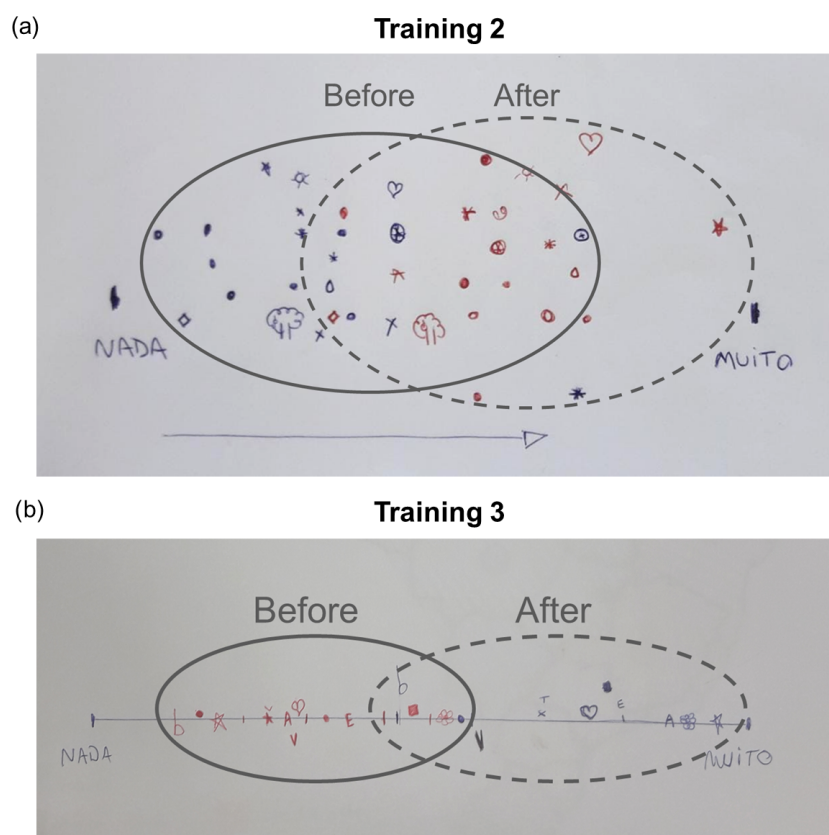 (a)
Training 2
Before After
NADA
MUITO
(b)
Training 3
Before After
b
T
E
A E
A
V
V
b
NADA
MUITO